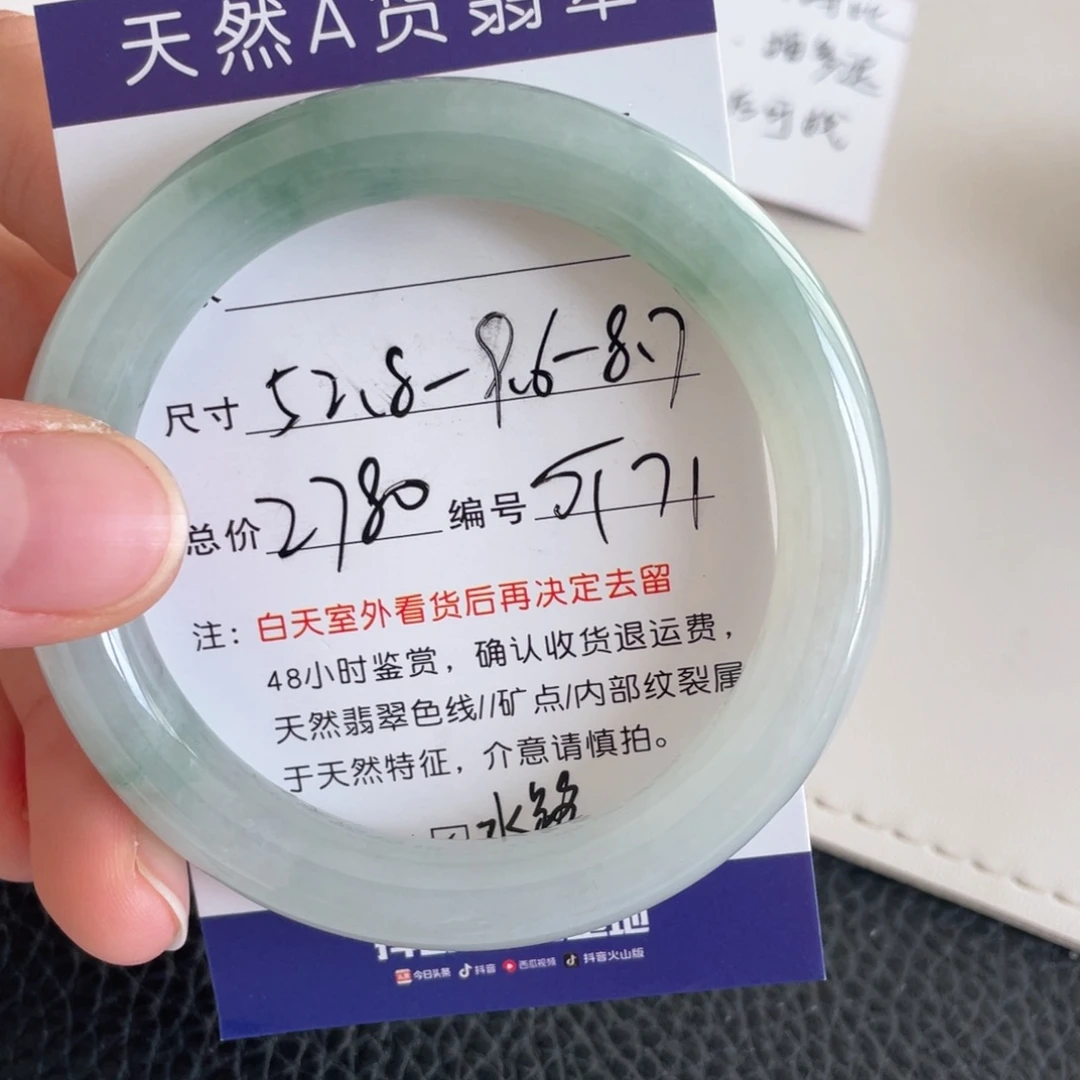 天然A货翡翠
尺寸 52.8-9.6-8.7
总价 2780 编号 5171
注：白天室外看货后再决定去留
48小时鉴赏，确认收货退运费，
天然翡翠色线//矿点/内部纹裂属
于天然特征，介意请慎拍。
今日头条 抖音 西瓜视频 抖音火山版